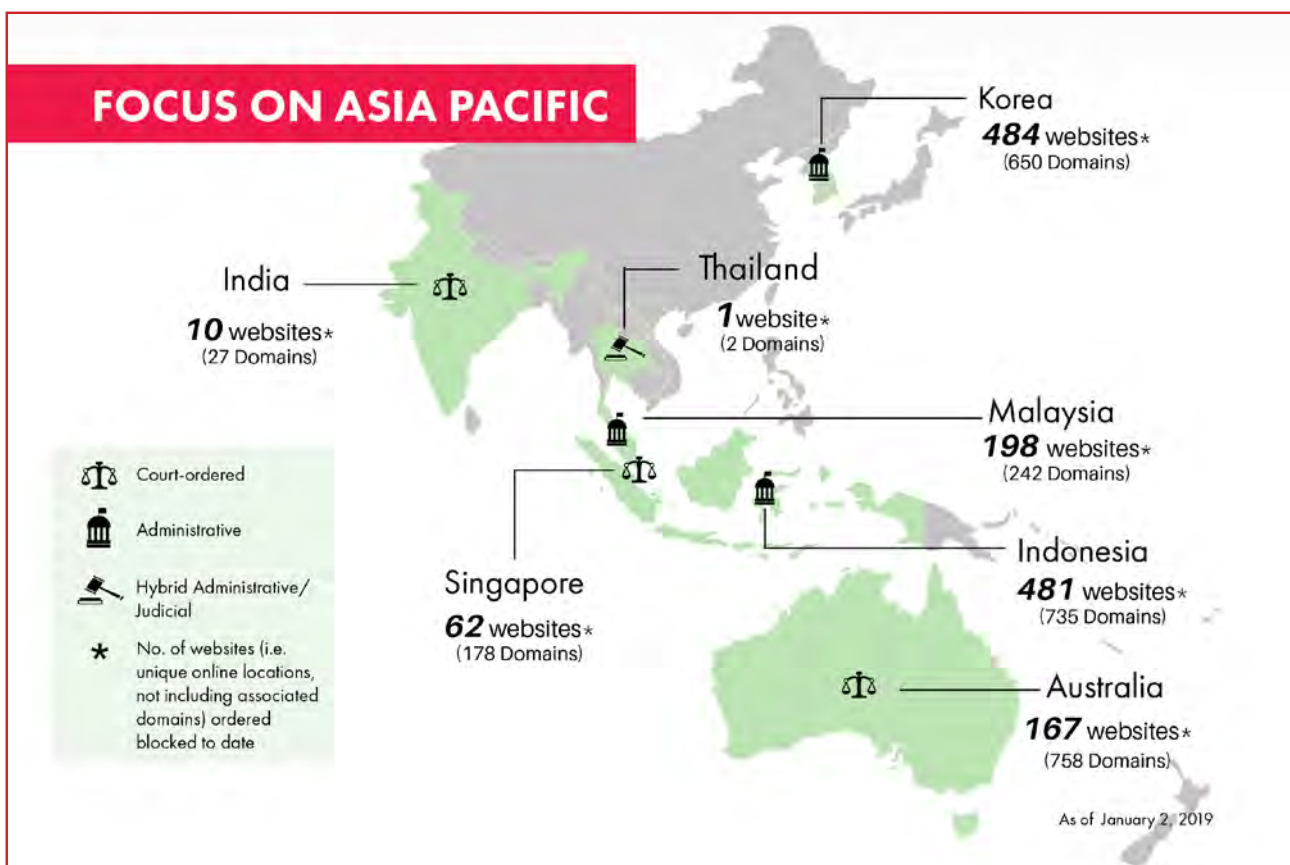 FOCUS ON ASIA PACIFIC
Korea
484 websites*
(650 Domains)
India
10 websites*
(27 Domains)
Thailand
1 website*
(2 Domains)
Malaysia
198 websites*
(242 Domains)
Singapore
62 websites*
(178 Domains)
Indonesia
481 websites*
(735 Domains)
Australia
167 websites*
(758 Domains)
Court-ordered
Administrative
Hybrid Administrative/
Judicial
* No. of websites (i.e.
unique online locations,
not including associated
domains) ordered
blocked to date
As of January 2, 2019